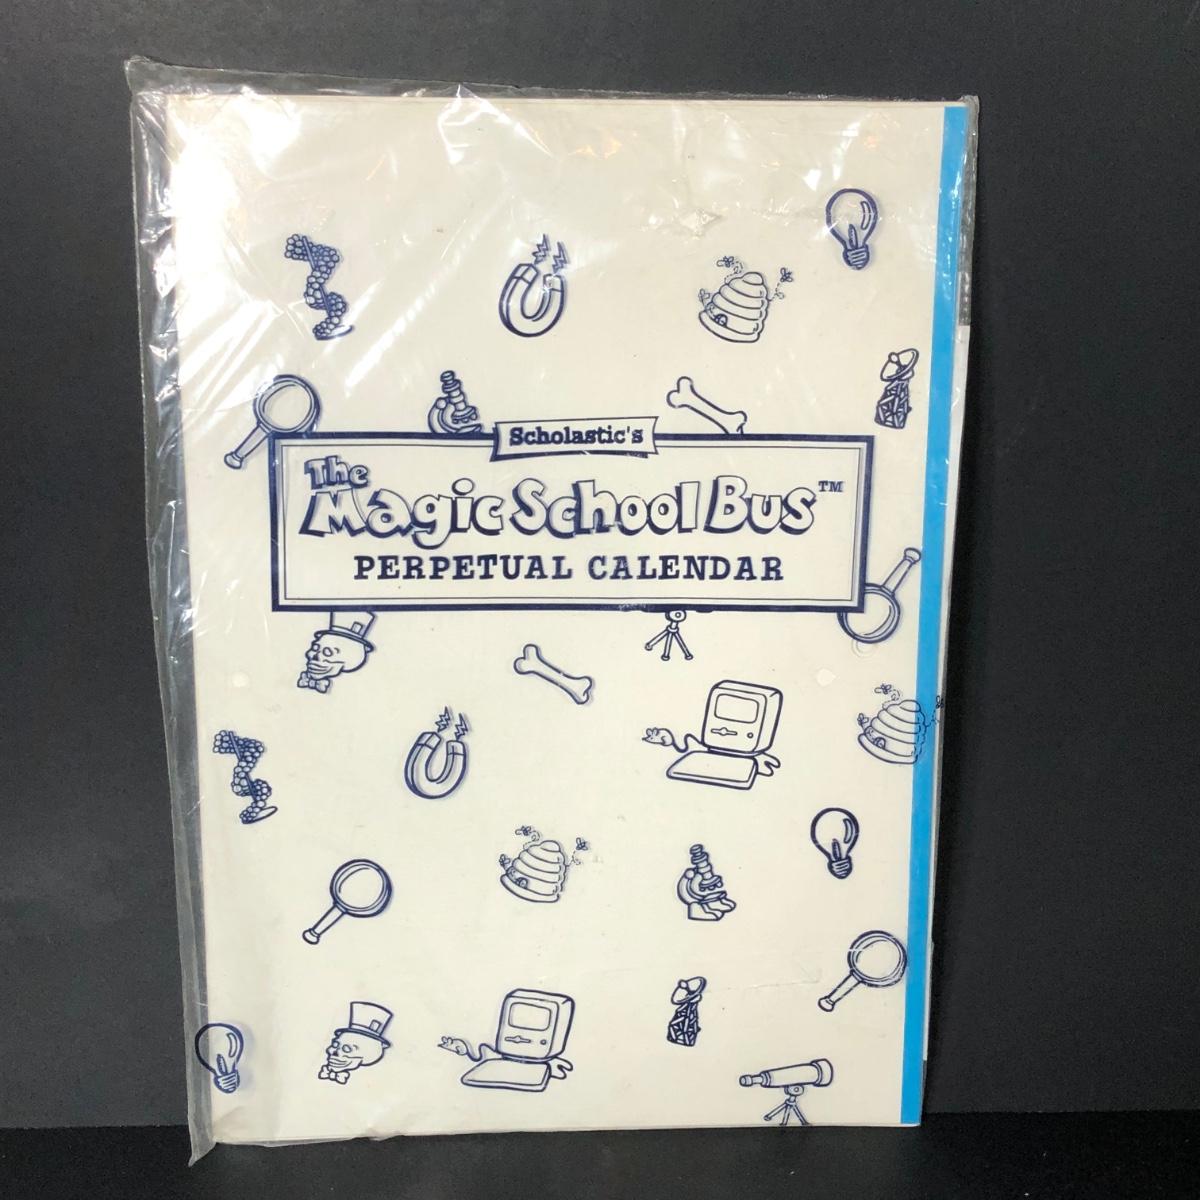 Scholastic's
The
Magic School Bus™
PERPETUAL CALENDAR